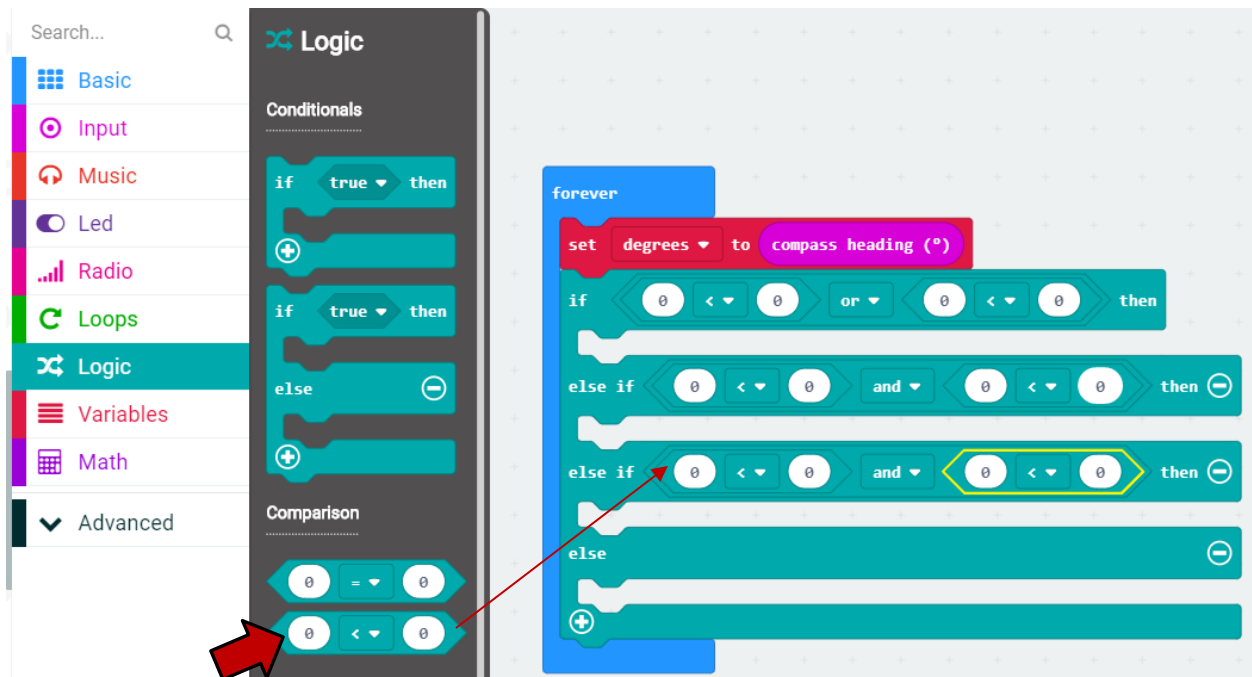 Search...
Basic
Input
Music
Led
Radio
Loops
Logic
Variables
Math
Advanced
Logic
Conditionals
if true then
if true then
else
Comparison
0 = 0
0 < 0
forever
set degrees to compass heading (°)
if 0 < 0 or 0 < 0 then
else if 0 < 0 and 0 < 0 then
else if 0 < 0 and 0 < 0 then
else